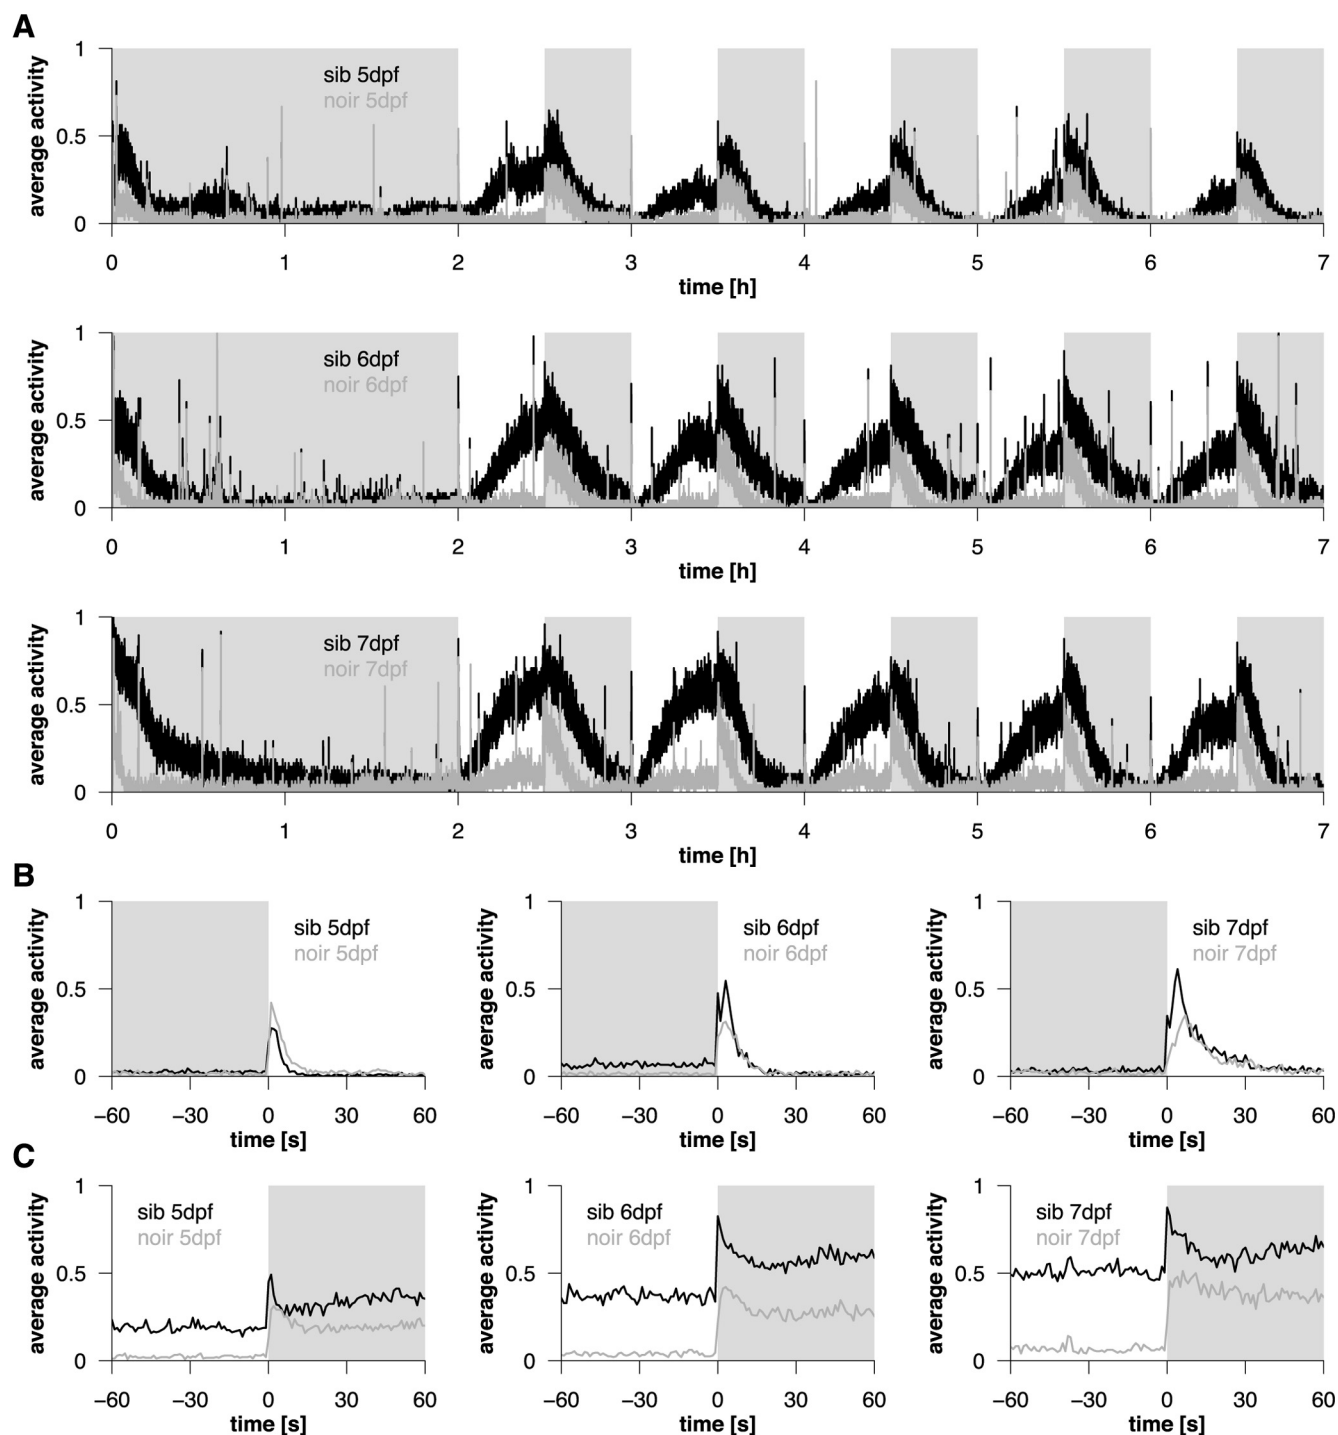 A
average activity
1
0.5
0
sib 5dpf
noir 5dpf
0 1 2 3 4 5 6 7
time [h]
average activity
1
0.5
0
sib 6dpf
noir 6dpf
0 1 2 3 4 5 6 7
time [h]
average activity
1
0.5
0
sib 7dpf
noir 7dpf
0 1 2 3 4 5 6 7
time [h]
B
average activity
1
0.5
0
sib 5dpf
noir 5dpf
−60 −30 0 30 60
time [s]
average activity
1
0.5
0
sib 6dpf
noir 6dpf
−60 −30 0 30 60
time [s]
average activity
1
0.5
0
sib 7dpf
noir 7dpf
−60 −30 0 30 60
time [s]
C
average activity
1
0.5
0
sib 5dpf
noir 5dpf
−60 −30 0 30 60
time [s]
average activity
1
0.5
0
sib 6dpf
noir 6dpf
−60 −30 0 30 60
time [s]
average activity
1
0.5
0
sib 7dpf
noir 7dpf
−60 −30 0 30 60
time [s]